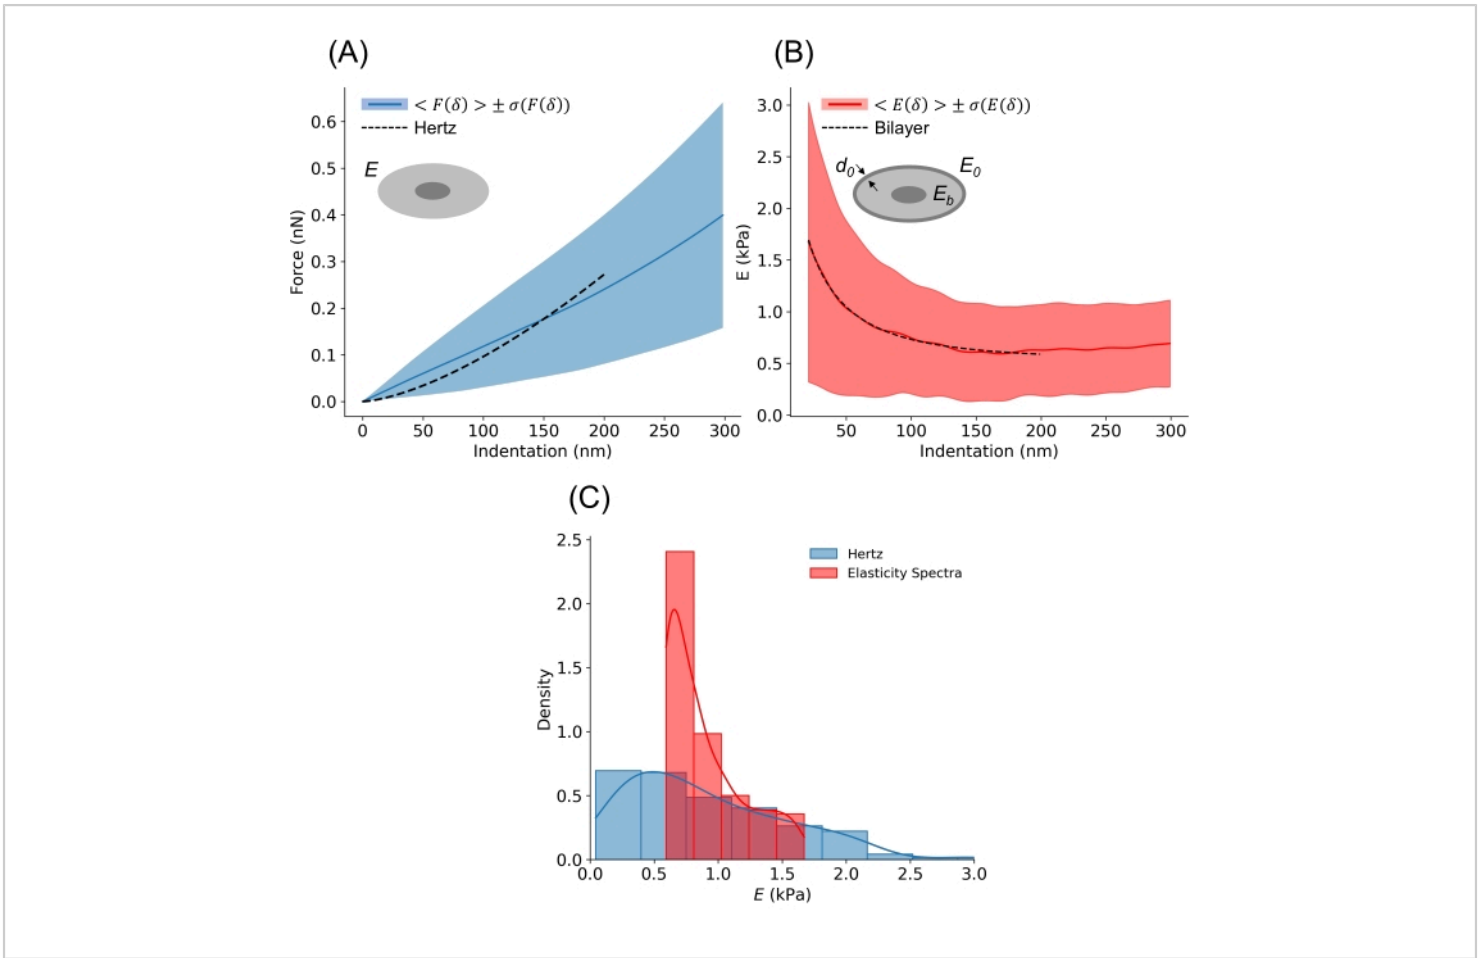 (A)
< F(δ) > ± σ(F(δ))
Hertz
E
0.6
0.5
0.4
0.3
0.2
0.1
0.0
Force (nN)
0 50 100 150 200 250 300
Indentation (nm)
(B)
< E(δ) > ± σ(E(δ))
Bilayer
d0
E0
Eb
3.0
2.5
2.0
1.5
1.0
0.5
0.0
E (kPa)
50 100 150 200 250 300
Indentation (nm)
(C)
Hertz
Elasticity Spectra
2.5
2.0
1.5
1.0
0.5
0.0
Density
0.0 0.5 1.0 1.5 2.0 2.5 3.0
E (kPa)